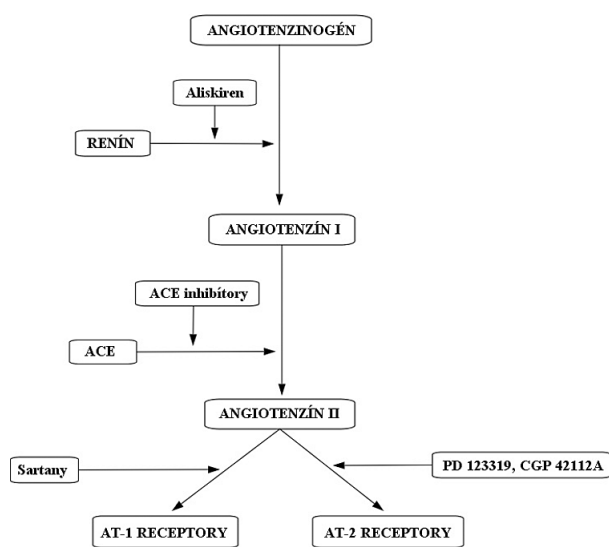 ANGIOTENZINOGÉN
Aliskiren
RENÍN
ANGIOTENZÍN I
ACE inhibítory
ACE
ANGIOTENZÍN II
Sartany
PD 123319, CGP 42112A
AT-1 RECEPTORY
AT-2 RECEPTORY